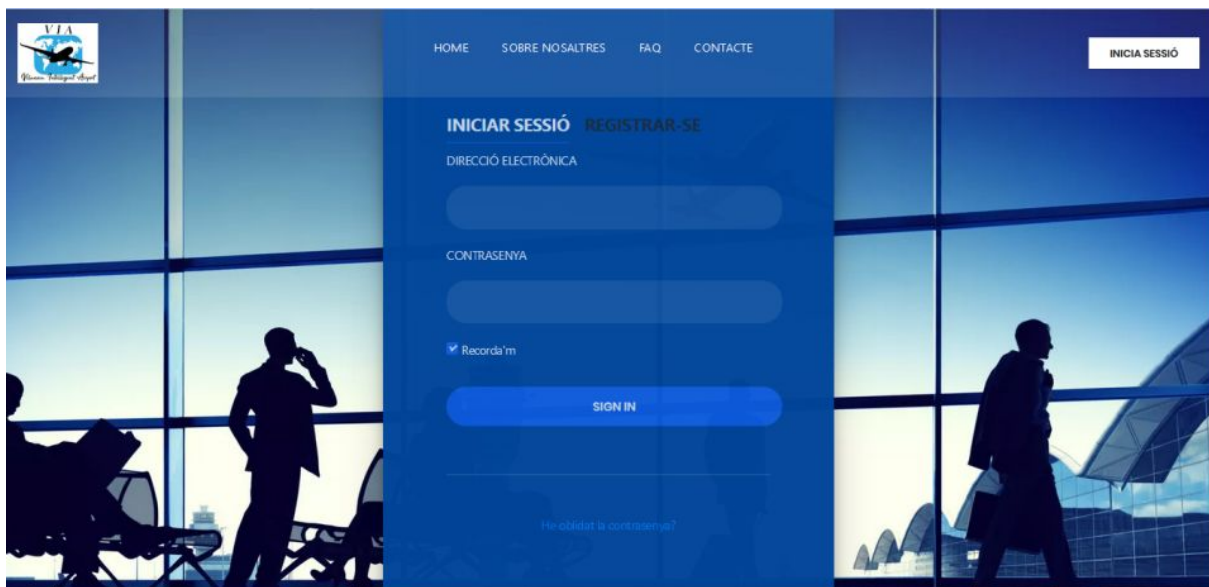 VIA
HOME SOBRE NOSALTRES FAQ CONTACTE
INICIA SESSIÓ
INICIAR SESSIÓ REGISTRAR-SE
DIRECCIÓ ELECTRÒNICA
CONTRASENYA
Recorda'm
SIGN IN
He oblidat la contrasenya?